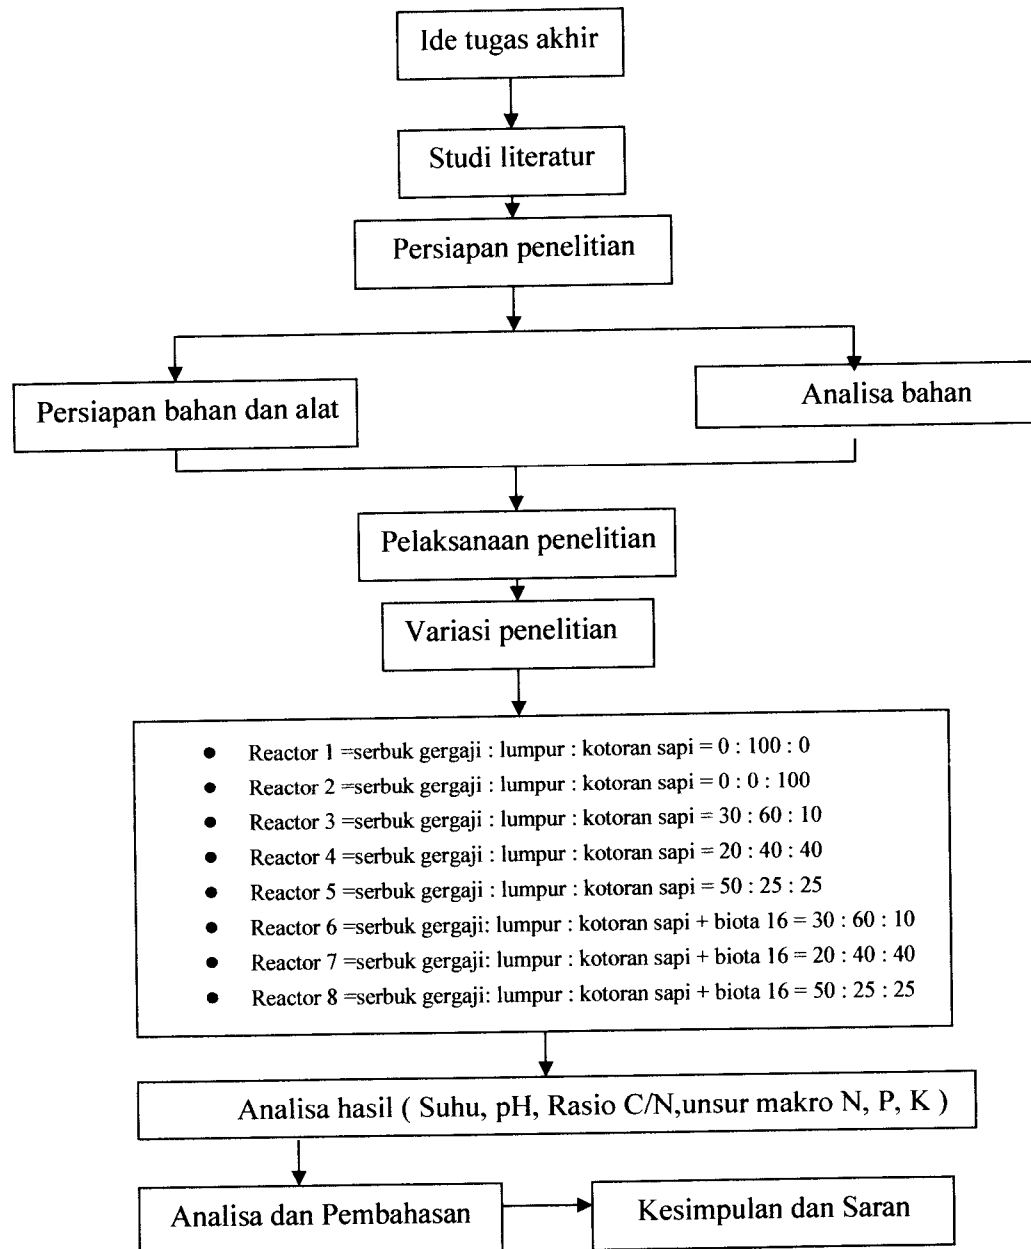 Ide tugas akhir
Studi literatur
Persiapan penelitian
Persiapan bahan dan alat
Analisa bahan
Pelaksanaan penelitian
Variasi penelitian
● Reactor 1 =serbuk gergaji : lumpur : kotoran sapi = 0 : 100 : 0
● Reactor 2 =serbuk gergaji : lumpur : kotoran sapi = 0 : 0 : 100
● Reactor 3 =serbuk gergaji : lumpur : kotoran sapi = 30 : 60 : 10
● Reactor 4 =serbuk gergaji : lumpur : kotoran sapi = 20 : 40 : 40
● Reactor 5 =serbuk gergaji : lumpur : kotoran sapi = 50 : 25 : 25
● Reactor 6 =serbuk gergaji: lumpur : kotoran sapi + biota 16 = 30 : 60 : 10
● Reactor 7 =serbuk gergaji: lumpur : kotoran sapi + biota 16 = 20 : 40 : 40
● Reactor 8 =serbuk gergaji: lumpur : kotoran sapi + biota 16 = 50 : 25 : 25
Analisa hasil ( Suhu, pH, Rasio C/N,unsur makro N, P, K )
Analisa dan Pembahasan
Kesimpulan dan Saran